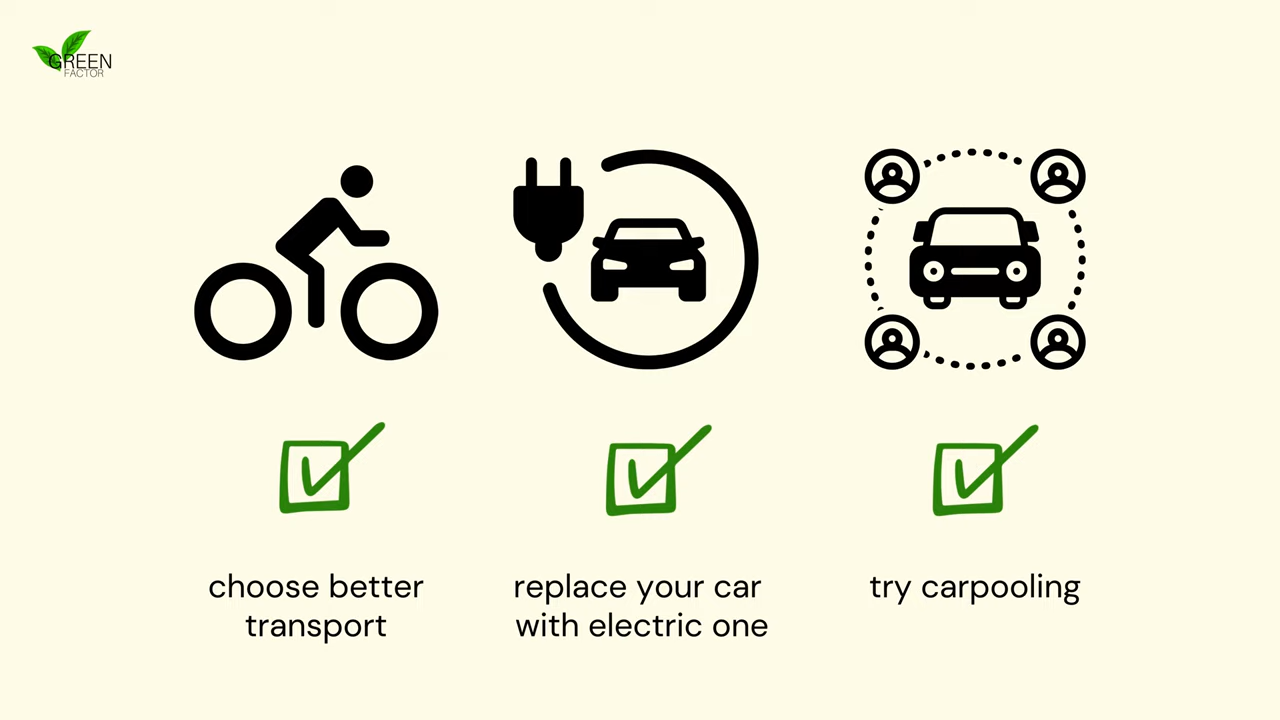 GREEN
FACTOR
choose better
transport
replace your car
with electric one
try carpooling